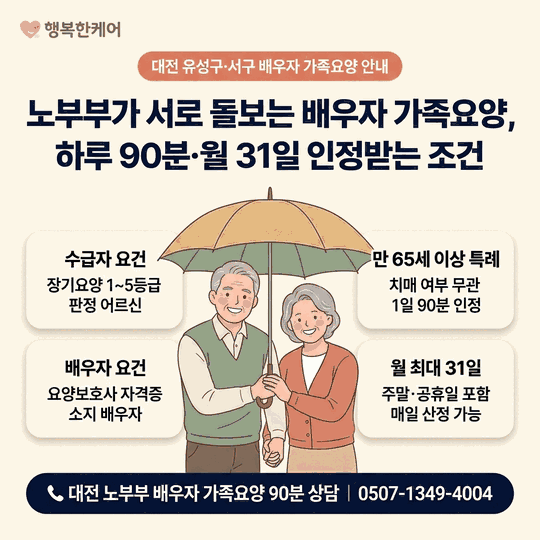 행복한케어
대전 유성구·서구 배우자 가족요양 안내
노부부가 서로 돌보는 배우자 가족요양,
하루 90분·월 31일 인정받는 조건
수급자 요건
장기요양 1~5등급
판정 어르신
만 65세 이상 특례
치매 여부 무관
1일 90분 인정
배우자 요건
요양보호사 자격증
소지 배우자
월 최대 31일
주말·공휴일 포함
매일 산정 가능
대전 노부부 배우자 가족요양 90분 상담 | 0507-1349-4004